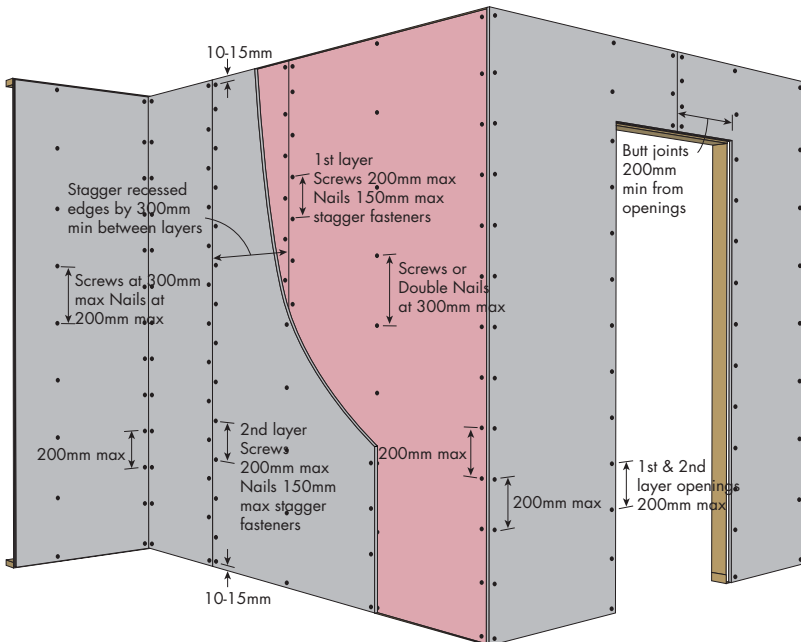 10-15mm
1st layer
Screws 200mm max
Nails 150mm max
stagger fasteners
Butt joints
200mm
min from
openings
Stagger recessed
edges by 300mm
min between layers
Screws at 300mm
max Nails at
200mm max
Screws or
Double Nails
at 300mm max
200mm max
2nd layer
Screws
200mm max
Nails 150mm
max stagger
fasteners
200mm max
200mm max
1st & 2nd
layer openings
200mm max
10-15mm